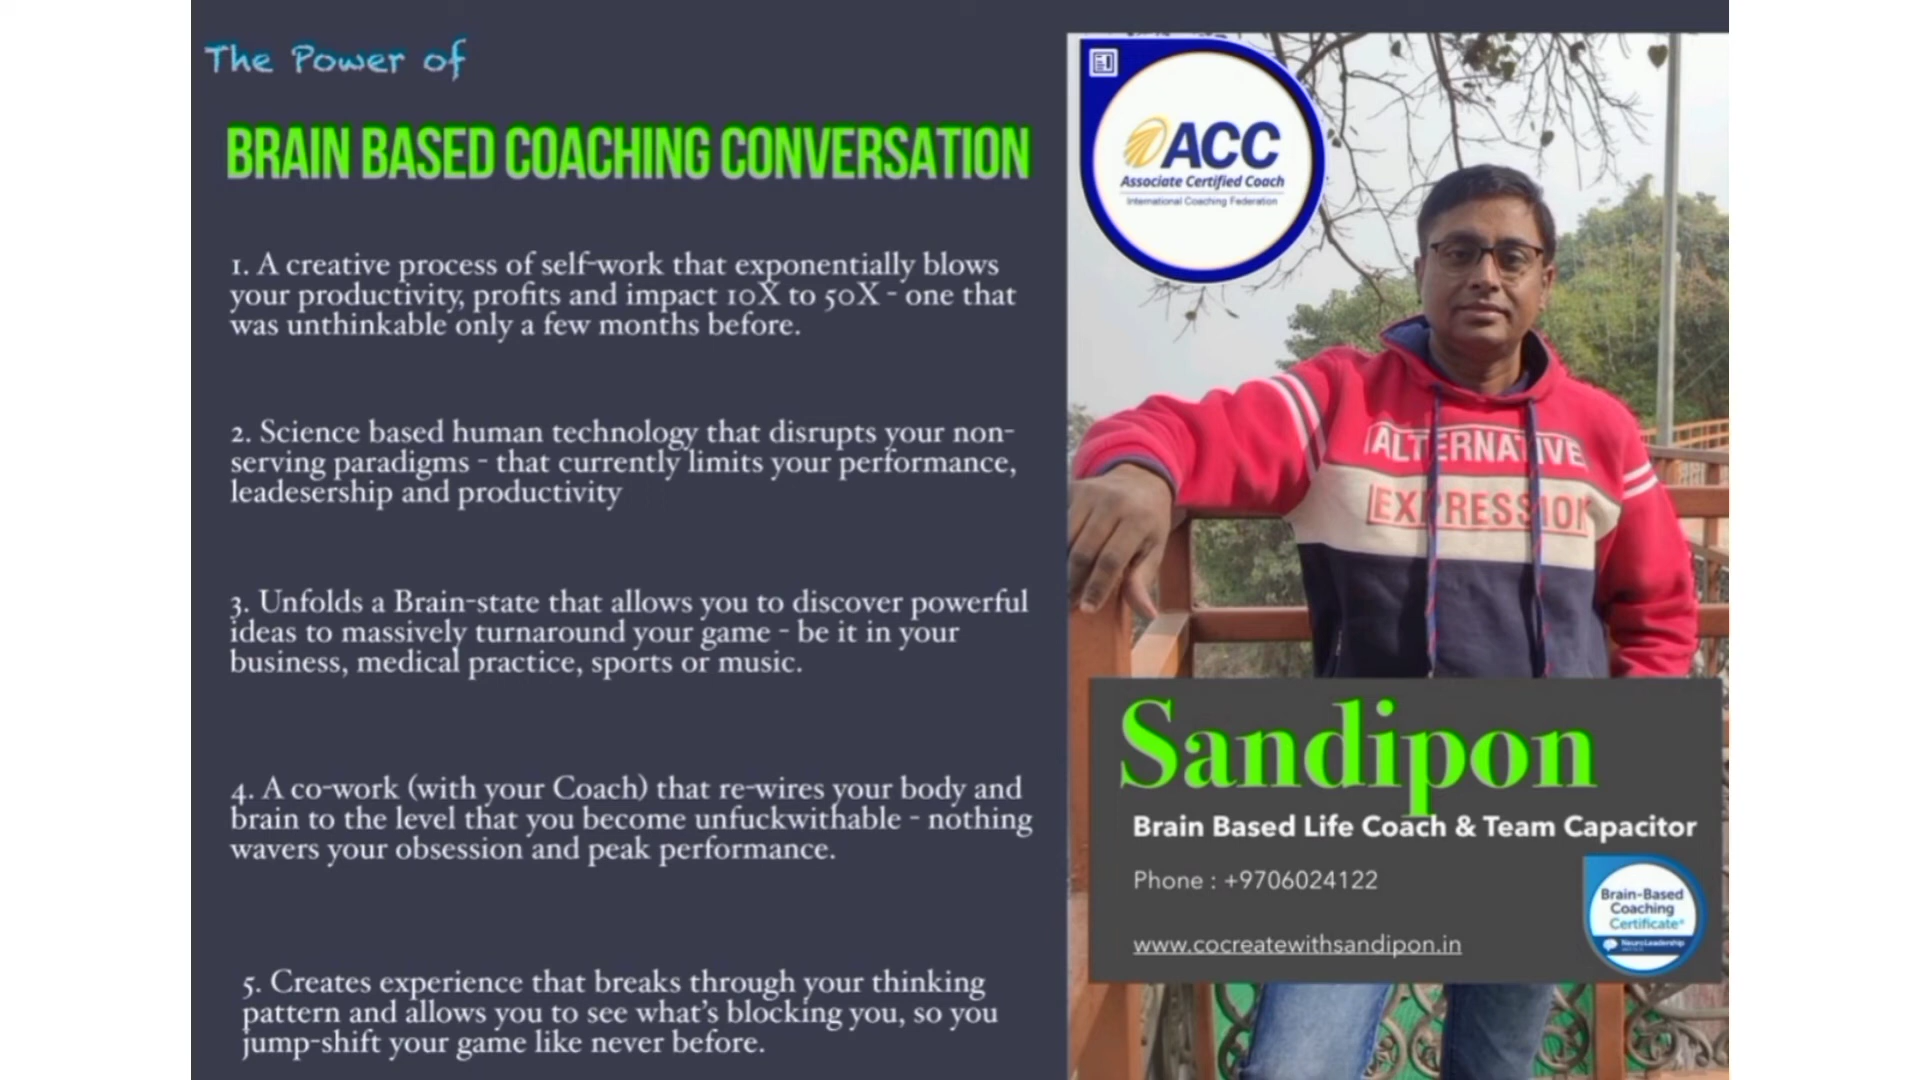 The Power of
BRAIN BASED COACHING CONVERSATION
1. A creative process of self-work that exponentially blows
your productivity, profits and impact 10X to 50X - one that
was unthinkable only a few months before.
2. Science based human technology that disrupts your non-
serving paradigms - that currently limits your performance,
leadesership and productivity
3. Unfolds a Brain-state that allows you to discover powerful
ideas to massively turnaround your game - be it in your
business, medical practice, sports or music.
4. A co-work (with your Coach) that re-wires your body and
brain to the level that you become unfuckwithable - nothing
wavers your obsession and peak performance.
5. Creates experience that breaks through your thinking
pattern and allows you to see what's blocking you, so you
jump-shift your game like never before.
ACC
Associate Certified Coach
International Coaching Federation
ALTERNATIVE
EXPRESSION
Sandipon
Brain Based Life Coach & Team Capacitor
Phone : +9706024122
www.cocreatewithsandipon.in
Brain-Based
Coaching
Certificate
NeuroLeadership